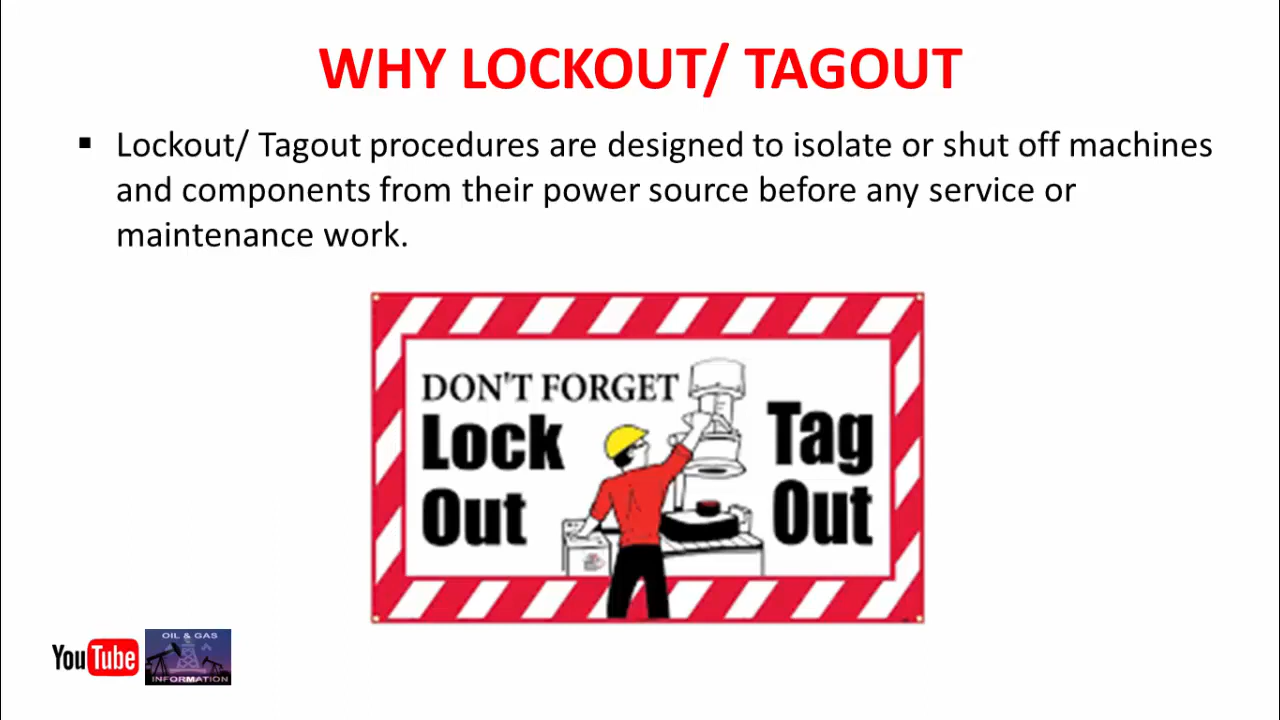 WHY LOCKOUT/ TAGOUT
▪ Lockout/ Tagout procedures are designed to isolate or shut off machines
and components from their power source before any service or
maintenance work.
DON'T FORGET
Lock
Out
Tag
Out
YouTube
OIL & GAS
INFORMATION